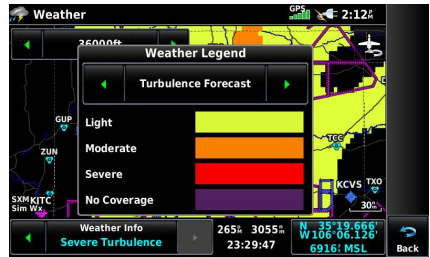 Weather
GPS
2:12 PM
36000ft
Weather Legend
Turbulence Forecast
Light
Moderate
Severe
No Coverage
GUP
ZUN
TCC
KCVS
TXO
SXM KJTC
Sim Wx
30
Weather Info
Severe Turbulence
265
3055
23:29:47
N 35°19.666'
W106°06.126'
6916 MSL
Back